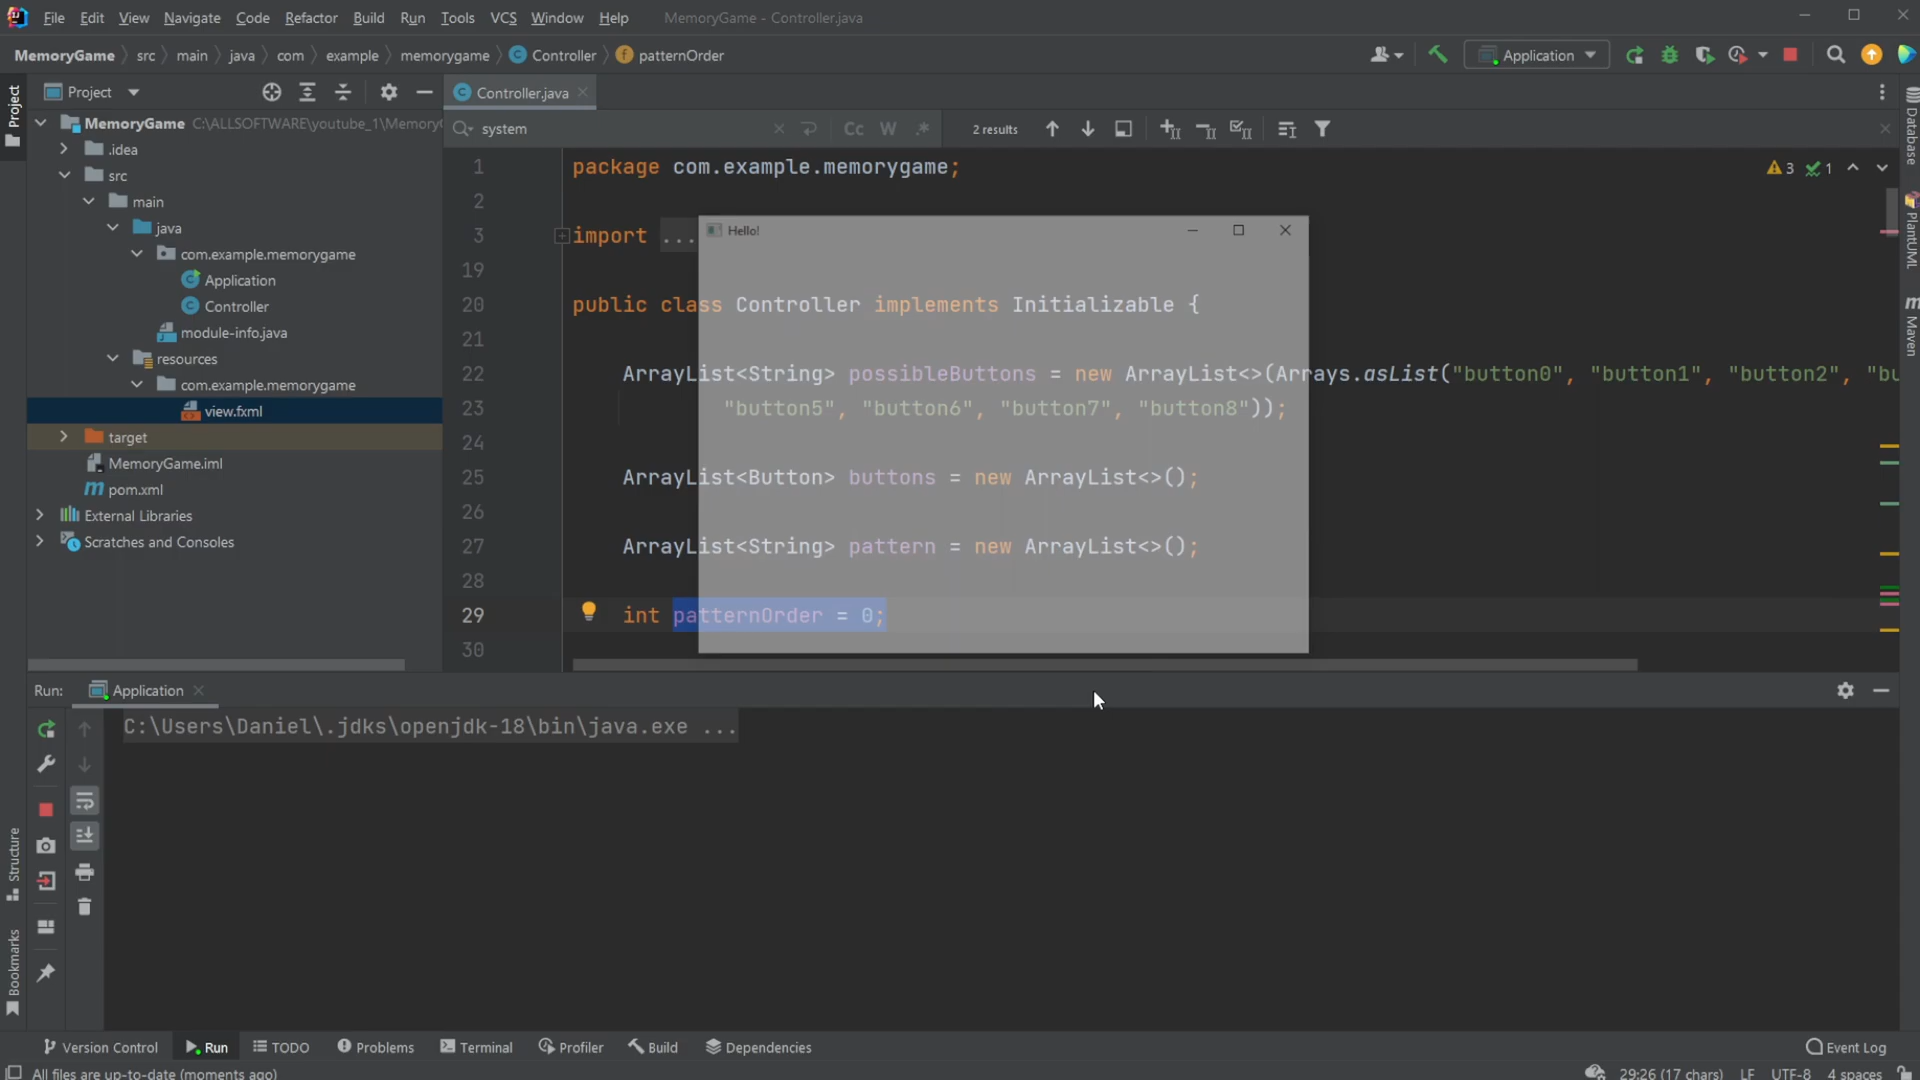 File Edit View Navigate Code Refactor Build Run Tools VCS Window Help MemoryGame - Controller.java
MemoryGame src main java com example memorygame Controller patternOrder Application
Project Controller.java
system Cc W .* 2 results
MemoryGame C:\ALLSOFTWARE\youtube_1\Memory
.idea
src
main
java
com.example.memorygame
Application
Controller
module-info.java
resources
com.example.memorygame
view.fxml
target
MemoryGame.iml
pom.xml
External Libraries
Scratches and Consoles
1 package com.example.memorygame;
3 1
2
3 import ...
Hello!
19
20 public class Controller implements Initializable {
21
22 ArrayList<String> possibleButtons = new ArrayList<>(Arrays.asList("button0", "button1", "button2", "bu
23 "button5", "button6", "button7", "button8"));
24
25 ArrayList<Button> buttons = new ArrayList<>();
26
27 ArrayList<String> pattern = new ArrayList<>();
28
29 int patternOrder = 0;
30
Project
Structure
Bookmarks
Database
PlantUML
Maven
Run: Application
C:\Users\Daniel\.jdks\openjdk-18\bin\java.exe ...
Version Control Run TODO Problems Terminal Profiler Build Dependencies Event Log
All files are up-to-date (moments ago) 29:26 (17 chars) LF UTF-8 4 spaces